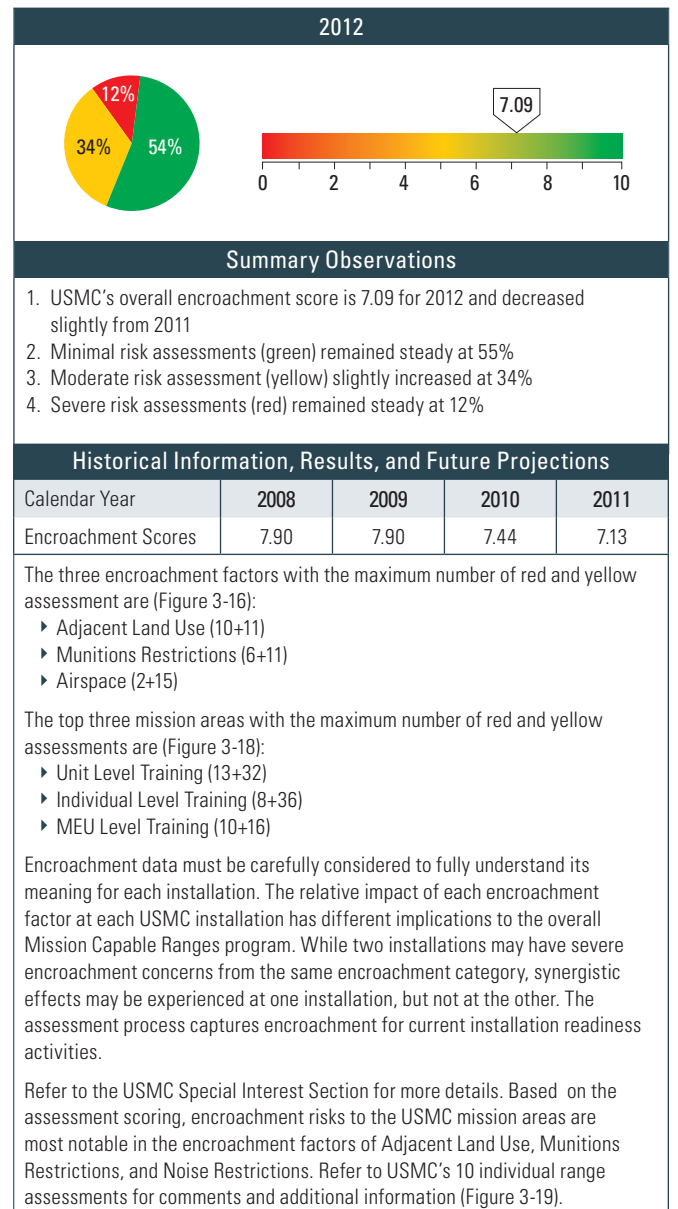 2012
12%
34%
54%
7.09
0 2 4 6 8 10
Summary Observations
1. USMC's overall encroachment score is 7.09 for 2012 and decreased
slightly from 2011
2. Minimal risk assessments (green) remained steady at 55%
3. Moderate risk assessment (yellow) slightly increased at 34%
4. Severe risk assessments (red) remained steady at 12%
Historical Information, Results, and Future Projections
Calendar Year 2008 2009 2010 2011
Encroachment Scores 7.90 7.90 7.44 7.13
The three encroachment factors with the maximum number of red and yellow
assessment are (Figure 3-16):
‣ Adjacent Land Use (10+11)
‣ Munitions Restrictions (6+11)
‣ Airspace (2+15)
The top three mission areas with the maximum number of red and yellow
assessments are (Figure 3-18):
‣ Unit Level Training (13+32)
‣ Individual Level Training (8+36)
‣ MEU Level Training (10+16)
Encroachment data must be carefully considered to fully understand its
meaning for each installation. The relative impact of each encroachment
factor at each USMC installation has different implications to the overall
Mission Capable Ranges program. While two installations may have severe
encroachment concerns from the same encroachment category, synergistic
effects may be experienced at one installation, but not at the other. The
assessment process captures encroachment for current installation readiness
activities.
Refer to the USMC Special Interest Section for more details. Based on the
assessment scoring, encroachment risks to the USMC mission areas are
most notable in the encroachment factors of Adjacent Land Use, Munitions
Restrictions, and Noise Restrictions. Refer to USMC's 10 individual range
assessments for comments and additional information (Figure 3-19).